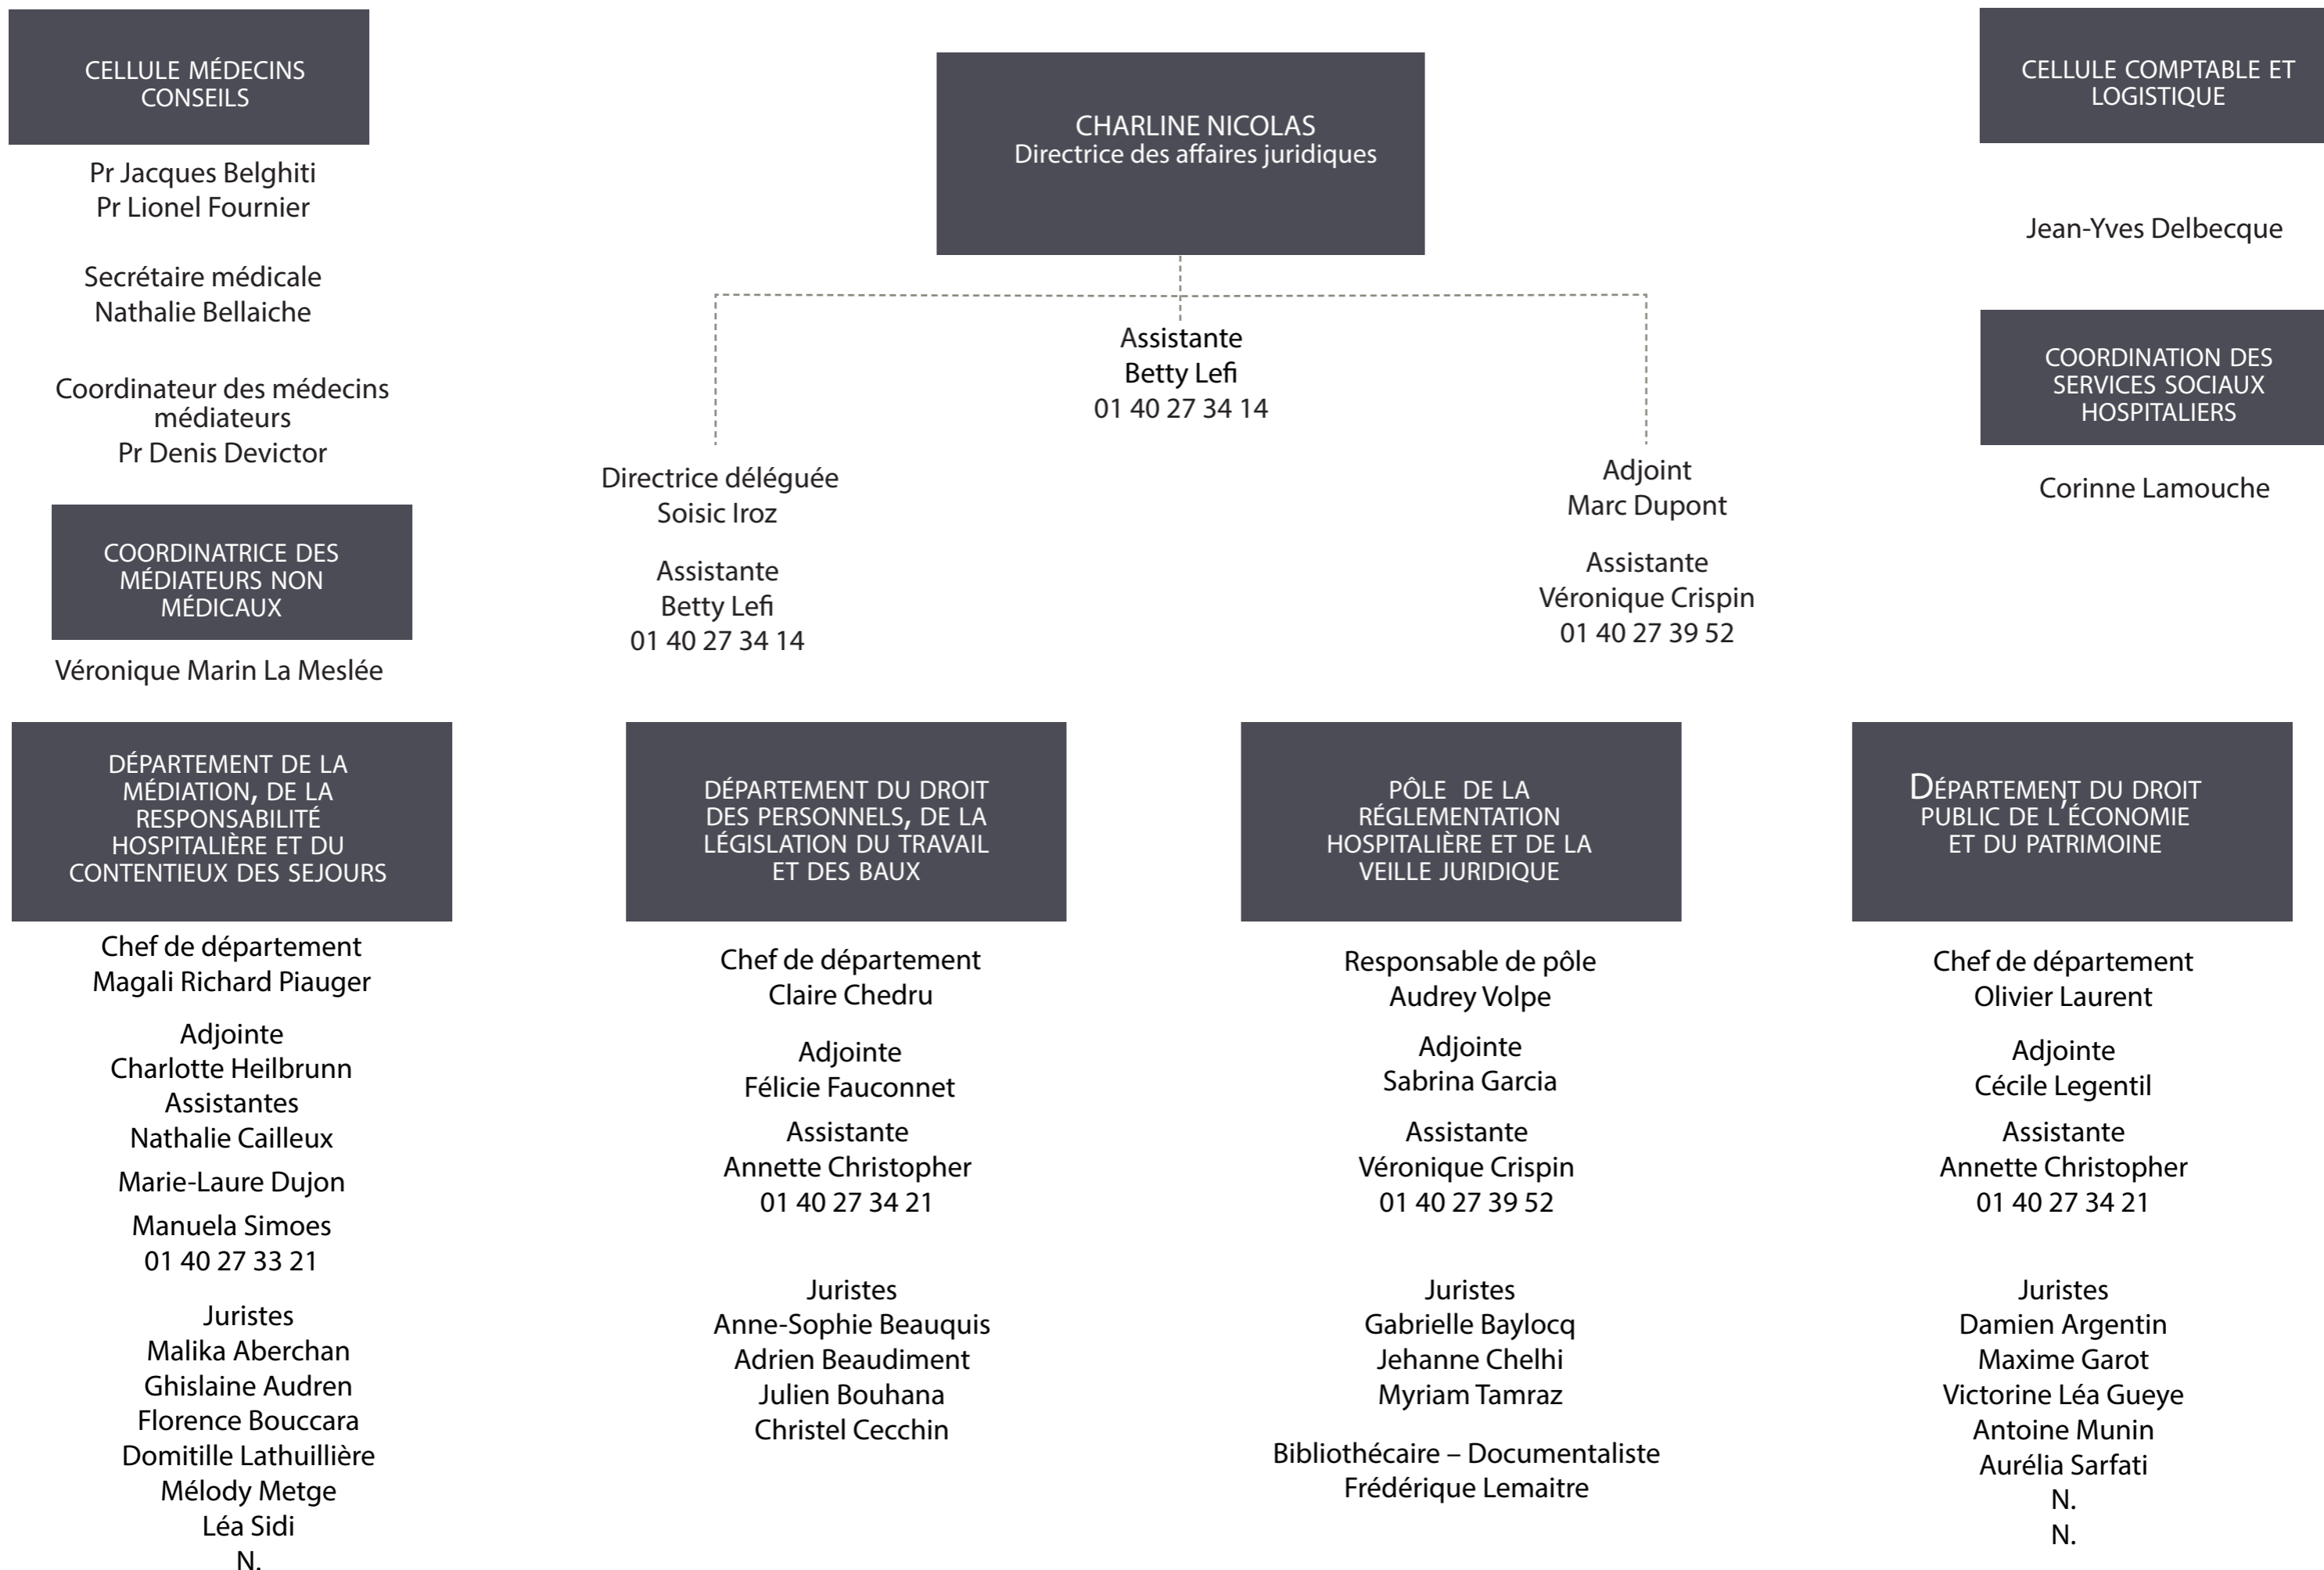 CELLULE MÉDECINS
CONSEILS
Pr Jacques Belghiti
Pr Lionel Fournier
Secrétaire médicale
Nathalie Bellaiche
Coordinateur des médecins
médiateurs
Pr Denis Devictor
COORDINATRICE DES
MÉDIATEURS NON
MÉDICAUX
Véronique Marin La Meslée
CHARLINE NICOLAS
Directrice des affaires juridiques
Assistante
Betty Lefi
01 40 27 34 14
Directrice déléguée
Soisic Iroz
Assistante
Betty Lefi
01 40 27 34 14
Adjoint
Marc Dupont
Assistante
Véronique Crispin
01 40 27 39 52
CELLULE COMPTABLE ET
LOGISTIQUE
Jean-Yves Delbecque
COORDINATION DES
SERVICES SOCIAUX
HOSPITALIERS
Corinne Lamouche
DÉPARTEMENT DE LA
MÉDIATION, DE LA
RESPONSABILITÉ
HOSPITALIÈRE ET DU
CONTENTIEUX DES SEJOURS
Chef de département
Magali Richard Piauger
Adjointe
Charlotte Heilbrunn
Assistantes
Nathalie Cailleux
Marie-Laure Dujon
Manuela Simoes
01 40 27 33 21
Juristes
Malika Aberchan
Ghislaine Audren
Florence Bouccara
Domitille Lathuillière
Mélody Metge
Léa Sidi
N.
DÉPARTEMENT DU DROIT
DES PERSONNELS, DE LA
LÉGISLATION DU TRAVAIL
ET DES BAUX
Chef de département
Claire Chedru
Adjointe
Félicie Fauconnet
Assistante
Annette Christopher
01 40 27 34 21
Juristes
Anne-Sophie Beauquis
Adrien Beaudiment
Julien Bouhana
Christel Cecchin
PÔLE DE LA
RÉGLEMENTATION
HOSPITALIÈRE ET DE LA
VEILLE JURIDIQUE
Responsable de pôle
Audrey Volpe
Adjointe
Sabrina Garcia
Assistante
Véronique Crispin
01 40 27 39 52
Juristes
Gabrielle Baylocq
Jehanne Chelhi
Myriam Tamraz
Bibliothécaire – Documentaliste
Frédérique Lemaitre
DÉPARTEMENT DU DROIT
PUBLIC DE L'ÉCONOMIE
ET DU PATRIMOINE
Chef de département
Olivier Laurent
Adjointe
Cécile Legentil
Assistante
Annette Christopher
01 40 27 34 21
Juristes
Damien Argentin
Maxime Garot
Victorine Léa Gueye
Antoine Munin
Aurélia Sarfati
N.
N.